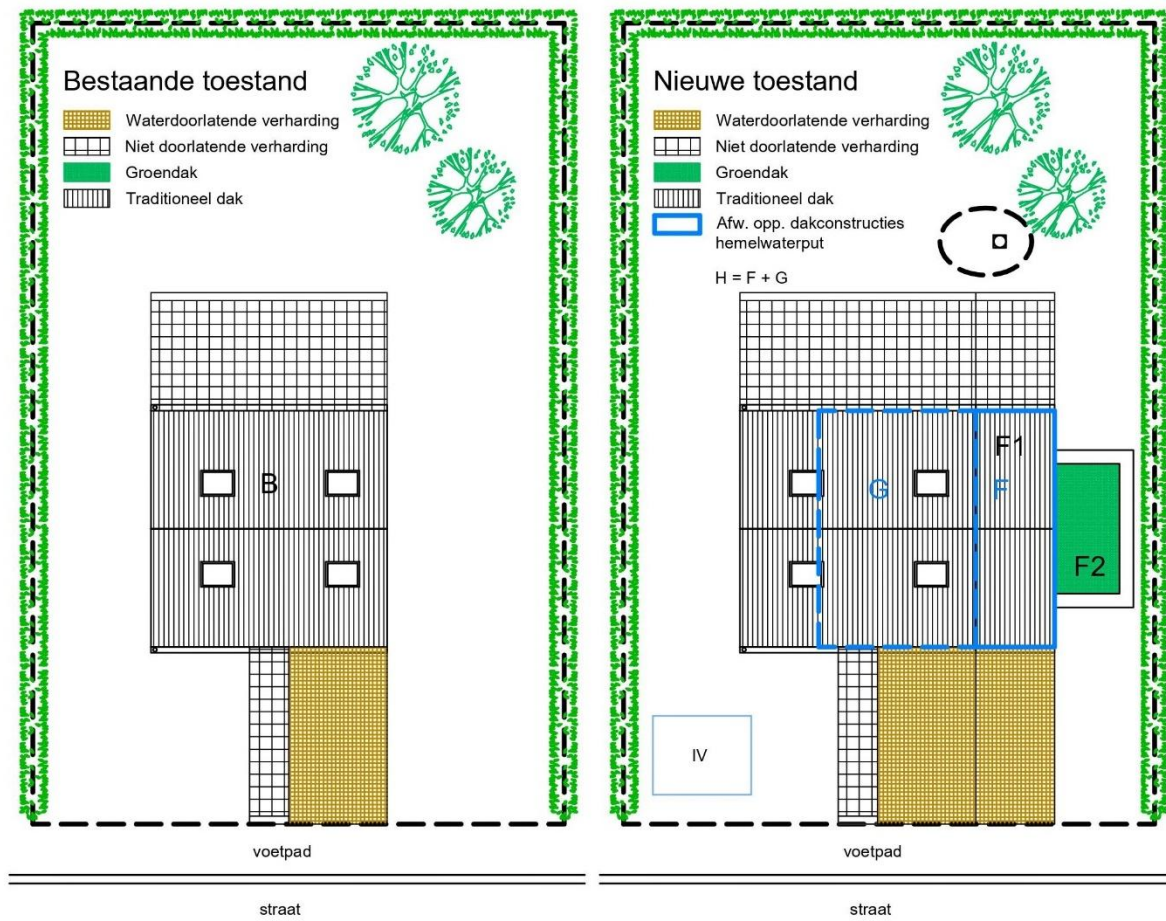 Bestaande toestand
Waterdoorlatende verharding
Niet doorlatende verharding
Groendak
Traditioneel dak
B
voetpad
straat
Nieuwe toestand
Waterdoorlatende verharding
Niet doorlatende verharding
Groendak
Traditioneel dak
Afw. opp. dakconstructies
hemelwaterput
H = F + G
F1
G
F
F2
IV
voetpad
straat